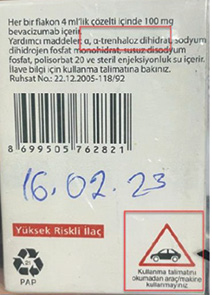 Her bir flakon 4 ml'lik çözelti içinde 100 mg
bevacizumab içerir.
Yardımcı maddeler: α, α-trenhaloz dihidrat, sodyum
dihidrojen fosfat monohidrat, susuz disodyum
fosfat, polisorbat 20 ve steril enjeksiyonluk su içerir.
İlave bilgi için kullanma talimatına bakınız.
Ruhsat No.: 22.12.2005-118/92
8 699505 762821
16.02.23
Yüksek Riskli İlaç
PAP
Kullanma talimatını
okumadan araç/makine
kullanmayınız